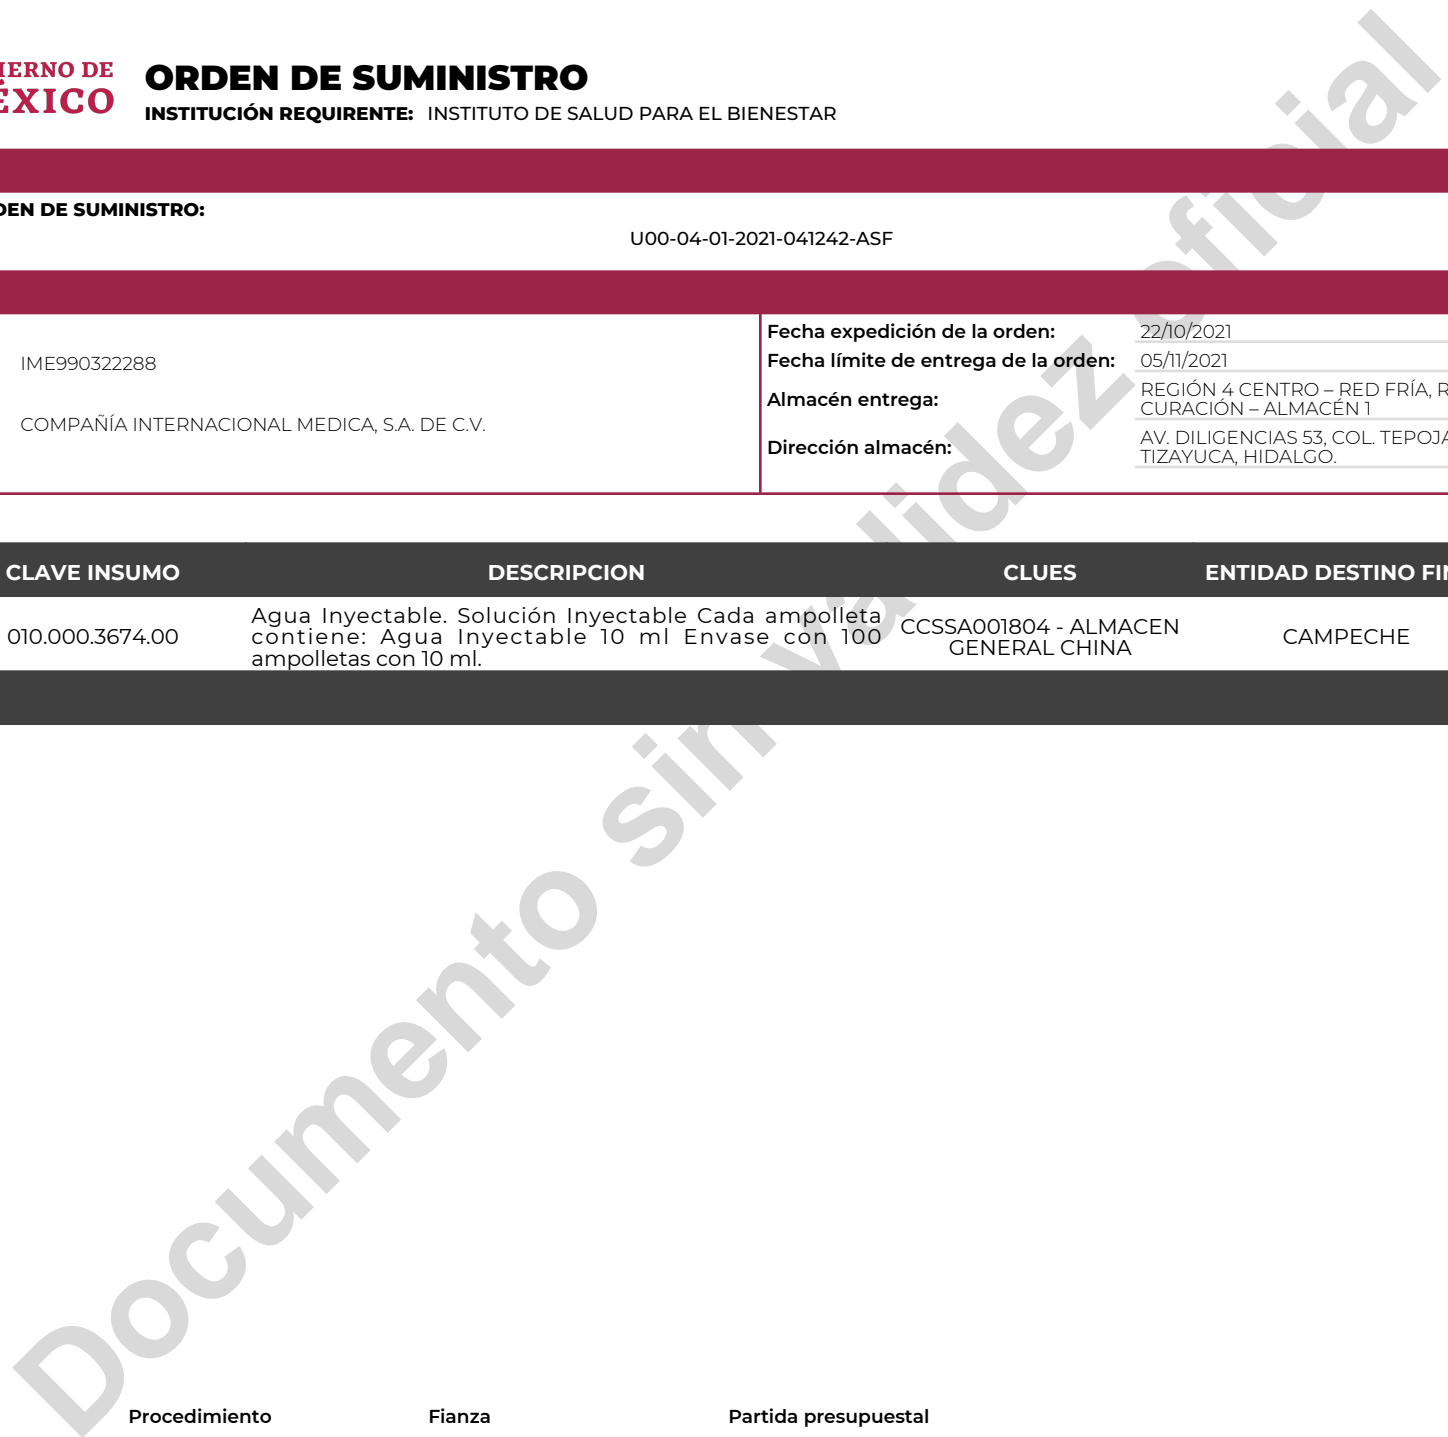 IERNO DE
ÉXICO
ORDEN DE SUMINISTRO
INSTITUCIÓN REQUIRENTE: INSTITUTO DE SALUD PARA EL BIENESTAR
DEN DE SUMINISTRO:
U00-04-01-2021-041242-ASF
IME990322288
COMPAÑÍA INTERNACIONAL MEDICA, S.A. DE C.V.
Fecha expedición de la orden: 22/10/2021
Fecha límite de entrega de la orden: 05/11/2021
Almacén entrega: REGIÓN 4 CENTRO – RED FRÍA, R
CURACIÓN – ALMACÉN 1
Dirección almacén: AV. DILIGENCIAS 53, COL. TEPOJA
TIZAYUCA, HIDALGO.
CLAVE INSUMO DESCRIPCION CLUES ENTIDAD DESTINO FIN
010.000.3674.00
Agua Inyectable. Solución Inyectable Cada ampolleta
contiene: Agua Inyectable 10 ml Envase con 100
ampolletas con 10 ml.
CCSSA001804 - ALMACEN
GENERAL CHINA
CAMPECHE
Documento sin validez oficial
Procedimiento Fianza Partida presupuestal